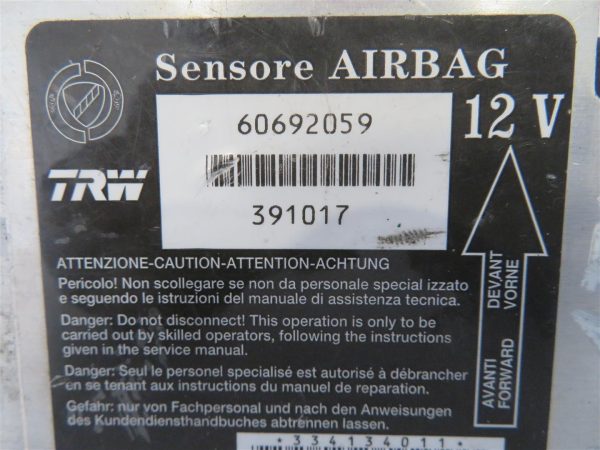 Sensore AIRBAG
60692059
12 V
TRW
391017
DEVANT
VORNE
AVANTI
FORWARD
ATTENZIONE-CAUTION-ATTENTION-ACHTUNG
Pericolo! Non scollegare se non da personale special izzato
e seguendo le istruzioni del manuale di assistenza tecnica.
Danger: Do not disconnect! This operation is only to be
carried out by skilled operators, following the instructions
given in the service manual.
Danger: Seul le personel specialisé est autorisé à débrancher
en se tenant aux instructions du manuel de reparation.
Gefahr: nur von Fachpersonal und nach den Anweisungen
des Kundendiensthandbuches abtrennen lassen.
*334134011*